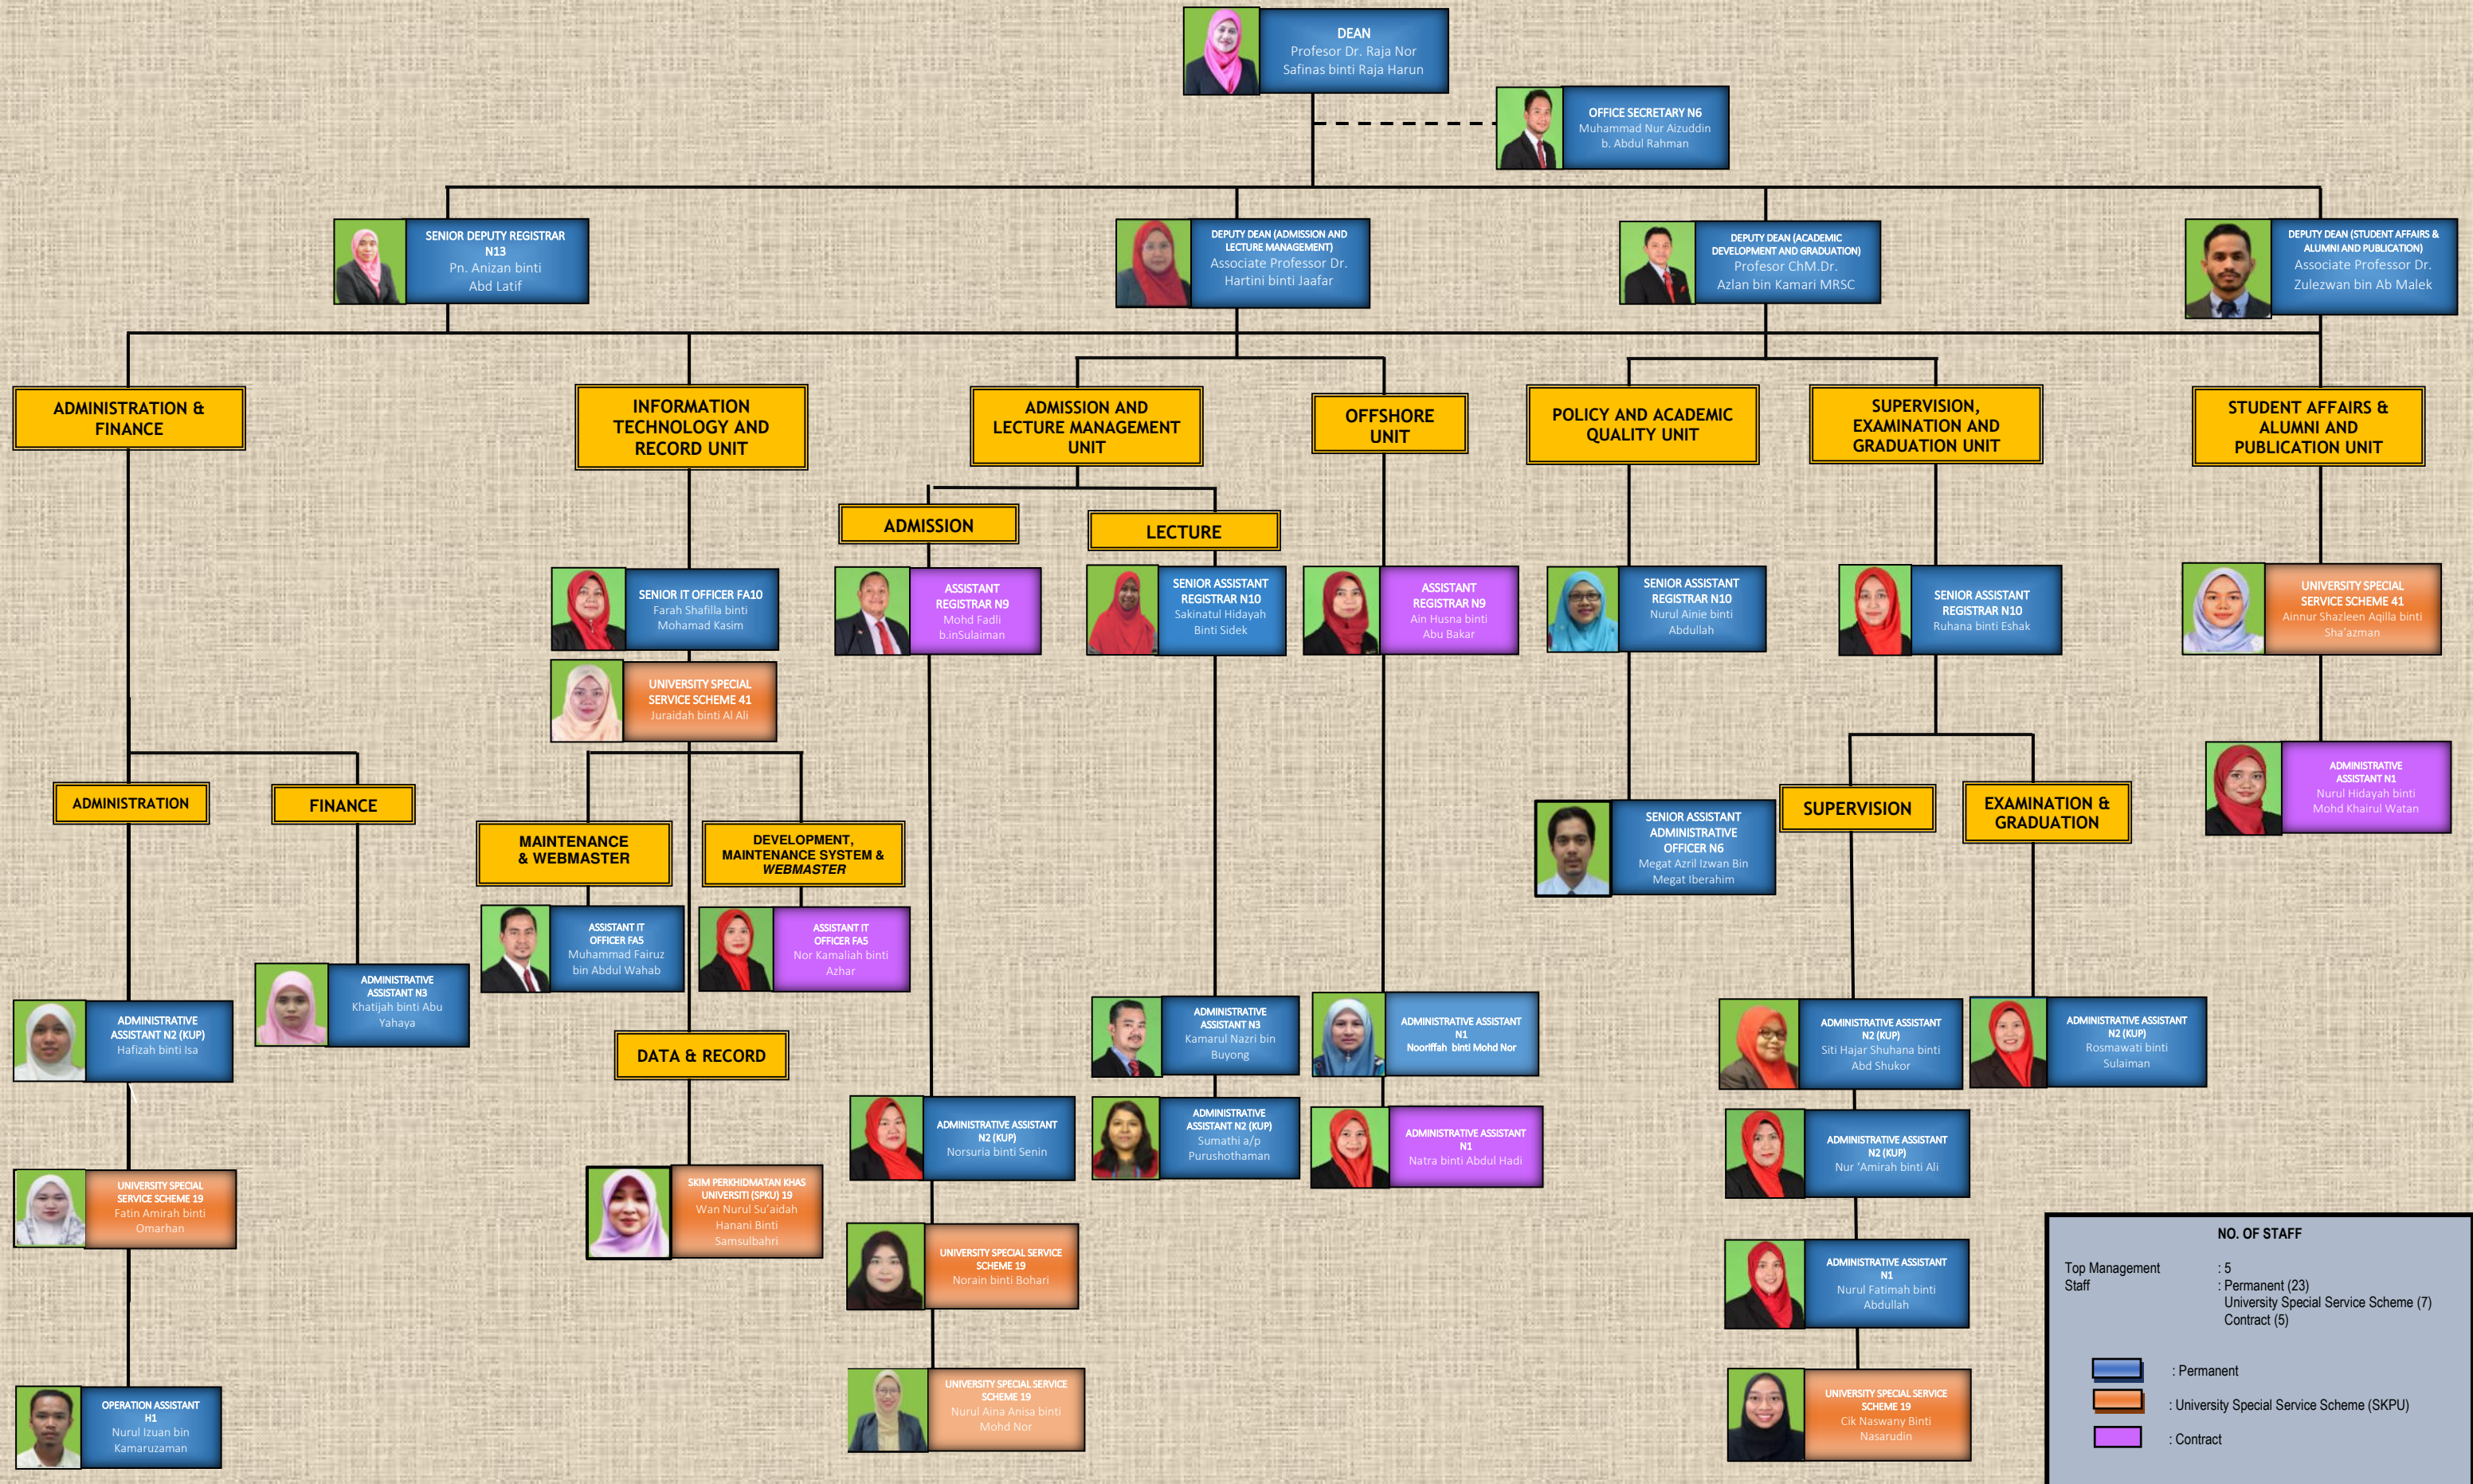 DEAN
Profesor Dr. Raja Nor
Safinas binti Raja Harun
OFFICE SECRETARY N6
Muhammad Nur Aizuddin
b. Abdul Rahman
SENIOR DEPUTY REGISTRAR
N13
Pn. Anizan binti
Abd Latif
DEPUTY DEAN (ADMISSION AND
LECTURE MANAGEMENT)
Associate Professor Dr.
Hartini binti Jaafar
DEPUTY DEAN (ACADEMIC
DEVELOPMENT AND GRADUATION)
Profesor ChM.Dr.
Azlan bin Kamari MRSC
DEPUTY DEAN (STUDENT AFFAIRS &
ALUMNI AND PUBLICATION)
Associate Professor Dr.
Zulezwan bin Ab Malek
ADMINISTRATION &
FINANCE
INFORMATION
TECHNOLOGY AND
RECORD UNIT
ADMISSION AND
LECTURE MANAGEMENT
UNIT
OFFSHORE
UNIT
POLICY AND ACADEMIC
QUALITY UNIT
SUPERVISION,
EXAMINATION AND
GRADUATION UNIT
STUDENT AFFAIRS &
ALUMNI AND
PUBLICATION UNIT
ADMISSION
LECTURE
SENIOR IT OFFICER FA10
Farah Shafilla binti
Mohamad Kasim
ASSISTANT
REGISTRAR N9
Mohd Fadli
b.inSulaiman
SENIOR ASSISTANT
REGISTRAR N10
Sakinatul Hidayah
Binti Sidek
ASSISTANT
REGISTRAR N9
Ain Husna binti
Abu Bakar
SENIOR ASSISTANT
REGISTRAR N10
Nurul Ainie binti
Abdullah
SENIOR ASSISTANT
REGISTRAR N10
Ruhana binti Eshak
UNIVERSITY SPECIAL
SERVICE SCHEME 41
Ainnur Shazleen Aqilla binti
Sha'azman
UNIVERSITY SPECIAL
SERVICE SCHEME 41
Juraidah binti Al Ali
ADMINISTRATIVE
ASSISTANT N1
Nurul Hidayah binti
Mohd Khairul Watan
ADMINISTRATION
FINANCE
MAINTENANCE
& WEBMASTER
DEVELOPMENT,
MAINTENANCE SYSTEM &
WEBMASTER
SENIOR ASSISTANT
ADMINISTRATIVE
OFFICER N6
Megat Azril Izwan Bin
Megat Iberahim
SUPERVISION
EXAMINATION &
GRADUATION
ASSISTANT IT
OFFICER FA5
Muhammad Fairuz
bin Abdul Wahab
ASSISTANT IT
OFFICER FA5
Nor Kamaliah binti
Azhar
ADMINISTRATIVE
ASSISTANT N3
Khatijah binti Abu
Yahaya
ADMINISTRATIVE
ASSISTANT N2 (KUP)
Hafizah binti Isa
DATA & RECORD
ADMINISTRATIVE
ASSISTANT N3
Kamarul Nazri bin
Buyong
ADMINISTRATIVE ASSISTANT
N1
Nooriffah binti Mohd Nor
ADMINISTRATIVE ASSISTANT
N2 (KUP)
Siti Hajar Shuhana binti
Abd Shukor
ADMINISTRATIVE ASSISTANT
N2 (KUP)
Rosmawati binti
Sulaiman
ADMINISTRATIVE ASSISTANT
N2 (KUP)
Norsuria binti Senin
ADMINISTRATIVE
ASSISTANT N2 (KUP)
Sumathi a/p
Purushothaman
ADMINISTRATIVE ASSISTANT
N1
Natra binti Abdul Hadi
ADMINISTRATIVE ASSISTANT
N2 (KUP)
Nur 'Amirah binti Ali
UNIVERSITY SPECIAL
SERVICE SCHEME 19
Fatin Amirah binti
Omarhan
SKIM PERKHIDMATAN KHAS
UNIVERSITI (SPKU) 19
Wan Nurul Su'aidah
Hanani Binti
Samsulbahri
UNIVERSITY SPECIAL SERVICE
SCHEME 19
Norain binti Bohari
ADMINISTRATIVE ASSISTANT
N1
Nurul Fatimah binti
Abdullah
OPERATION ASSISTANT
H1
Nurul Izuan bin
Kamaruzaman
UNIVERSITY SPECIAL SERVICE
SCHEME 19
Nurul Aina Anisa binti
Mohd Nor
UNIVERSITY SPECIAL SERVICE
SCHEME 19
Cik Naswany Binti
Nasarudin
NO. OF STAFF
Top Management : 5
Staff : Permanent (23)
University Special Service Scheme (7)
Contract (5)
: Permanent
: University Special Service Scheme (SKPU)
: Contract